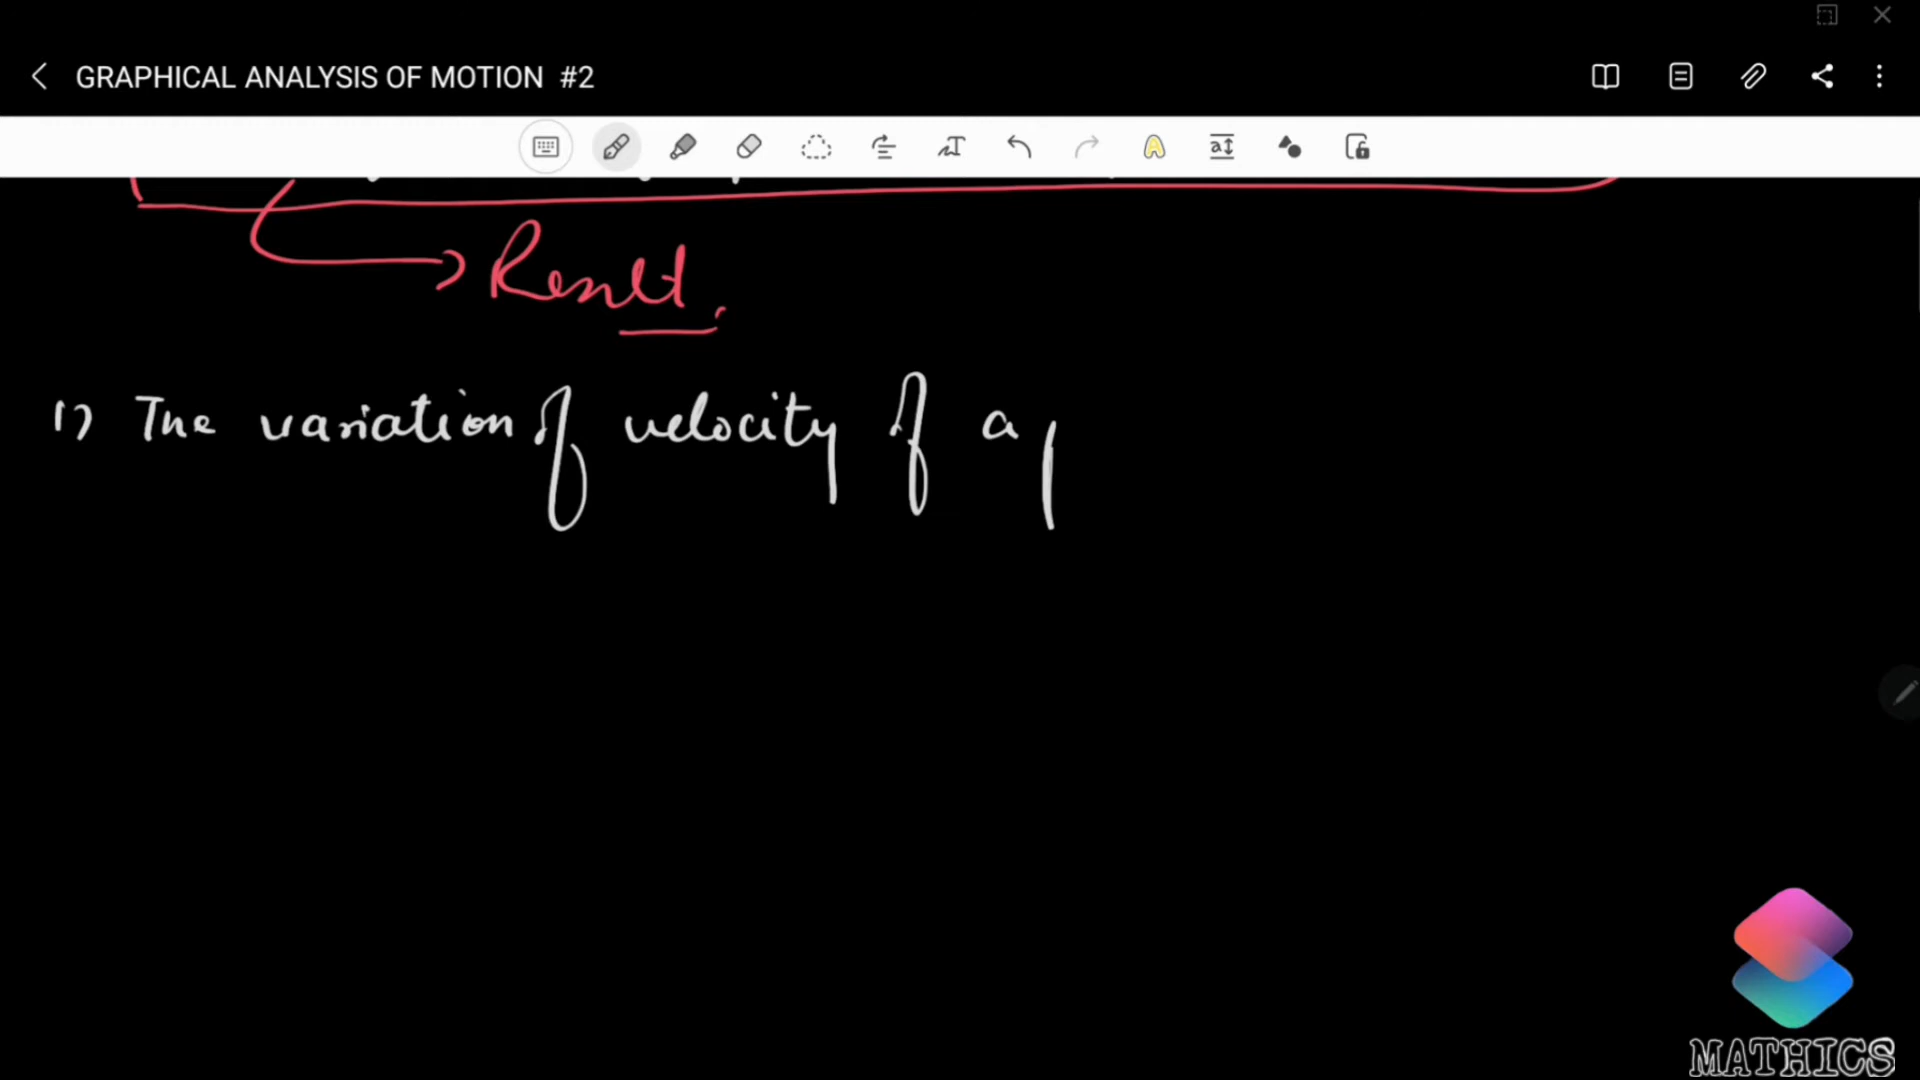 GRAPHICAL ANALYSIS OF MOTION #2
Result.
1) The variation of velocity of a p
MATHICS